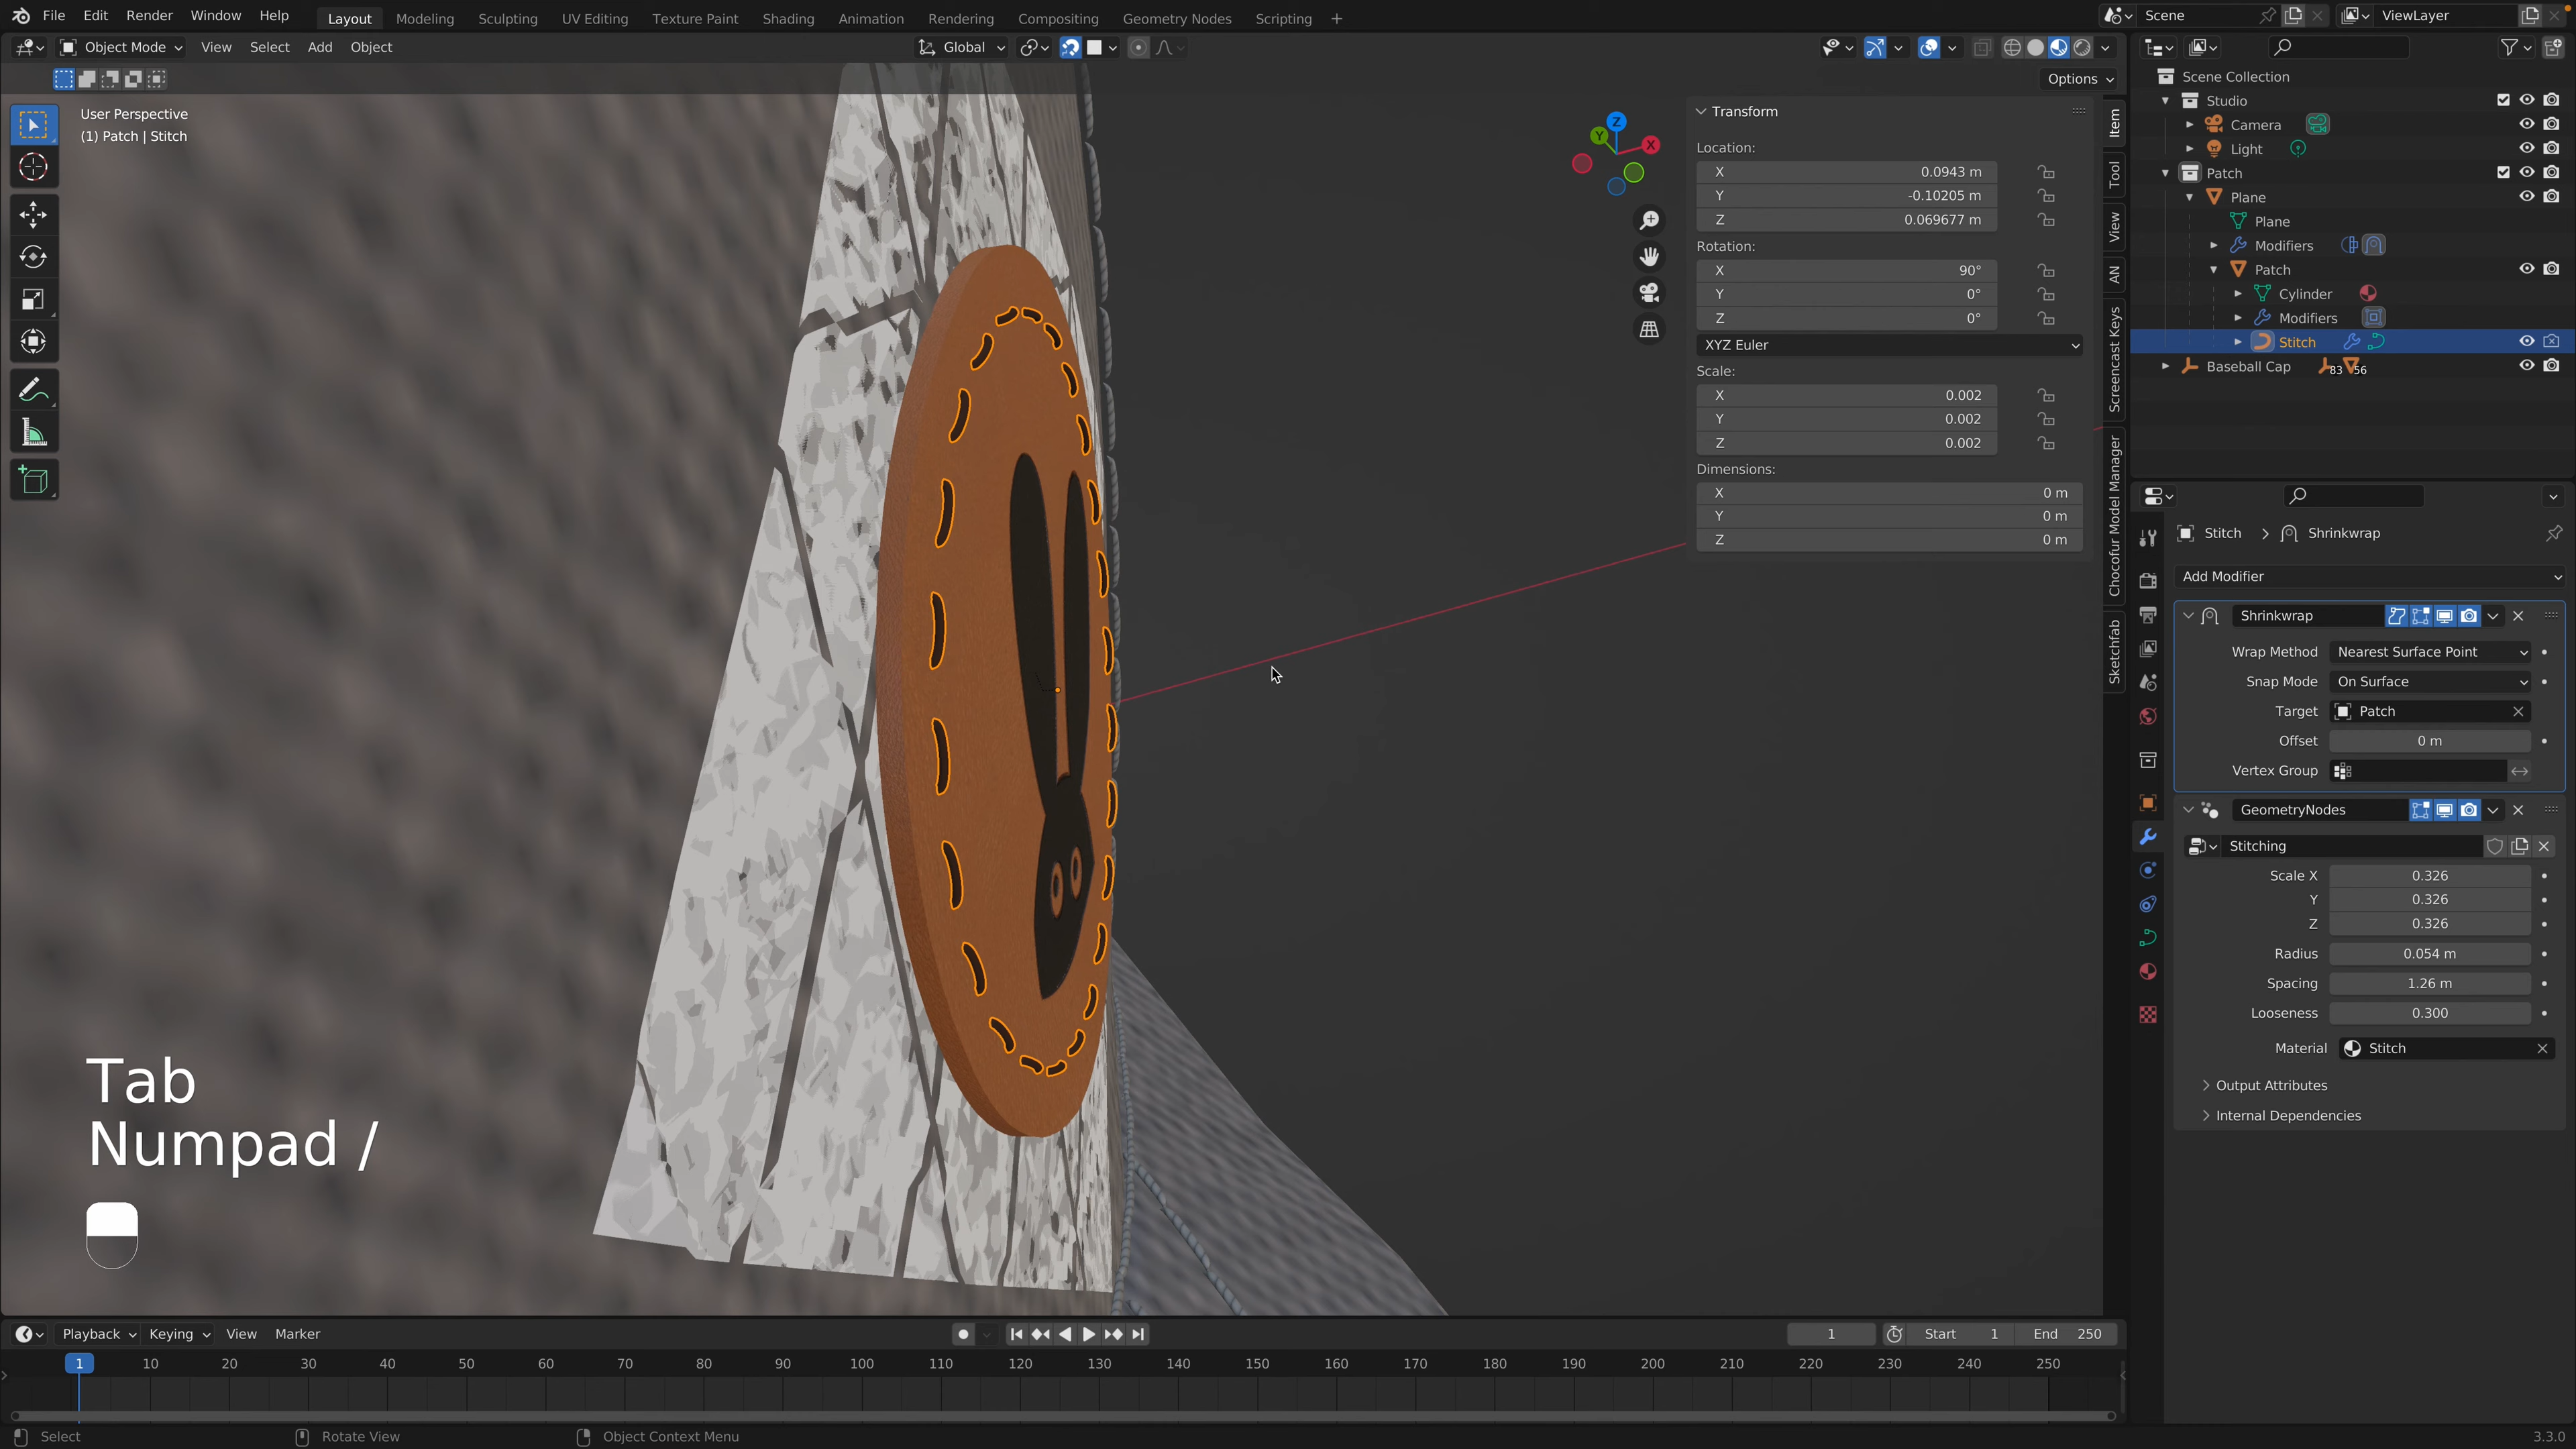 File Edit Render Window Help
Layout Modeling Sculpting UV Editing Texture Paint Shading Animation Rendering Compositing Geometry Nodes Scripting +
Scene
ViewLayer
Object Mode View Select Add Object
Global
Options
User Perspective
(1) Patch | Stitch
Z
Y
X
Transform
Location:
X 0.0943 m
Y -0.10205 m
Z 0.069677 m
Rotation:
X 90°
Y 0°
Z 0°
XYZ Euler
Scale:
X 0.002
Y 0.002
Z 0.002
Dimensions:
X 0 m
Y 0 m
Z 0 m
Item
Tool
View
AN
Screencast Keys
Chocofur Model Manager
Sketchfab
Scene Collection
Studio
Camera
Light
Patch
Plane
Plane
Modifiers
Patch
Cylinder
Modifiers
Stitch
Baseball Cap 83 56
Stitch > Shrinkwrap
Add Modifier
Shrinkwrap
Wrap Method Nearest Surface Point
Snap Mode On Surface
Target Patch
Offset 0 m
Vertex Group
GeometryNodes
Stitching
Scale X 0.326
Y 0.326
Z 0.326
Radius 0.054 m
Spacing 1.26 m
Looseness 0.300
Material Stitch
Output Attributes
Internal Dependencies
Tab
Numpad /
Playback Keying View Marker
1 Start 1 End 250
1 10 20 30 40 50 60 70 80 90 100 110 120 130 140 150 160 170 180 190 200 210 220 230 240 250
Select Rotate View Object Context Menu
3.3.0